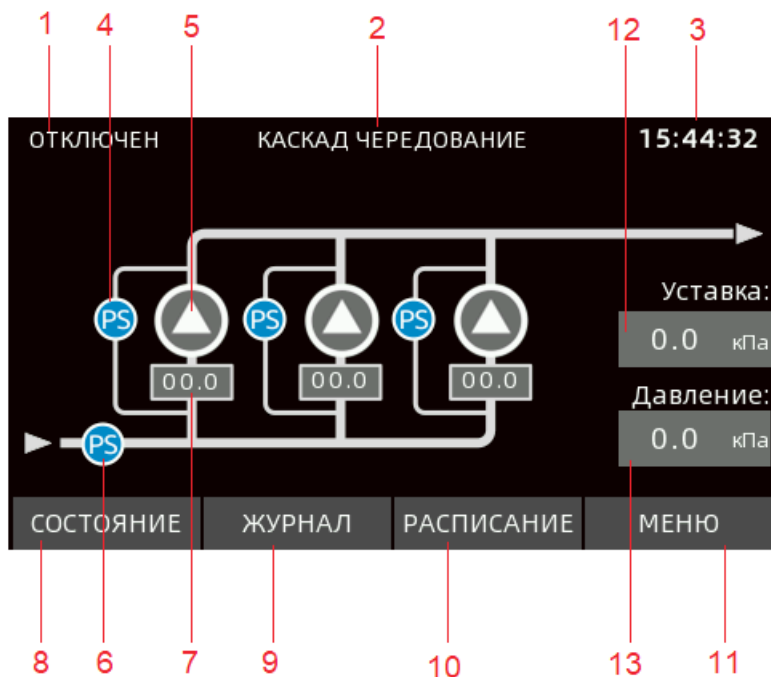 1 4 5 2 12 3
ОТКЛЮЧЕН КАСКАД ЧЕРЕДОВАНИЕ 15:44:32
Уставка:
PS PS PS
0.0 кПа
00.0 00.0 00.0
Давление:
PS
0.0 кПа
СОСТОЯНИЕ ЖУРНАЛ РАСПИСАНИЕ МЕНЮ
8 6 7 9 10 13 11